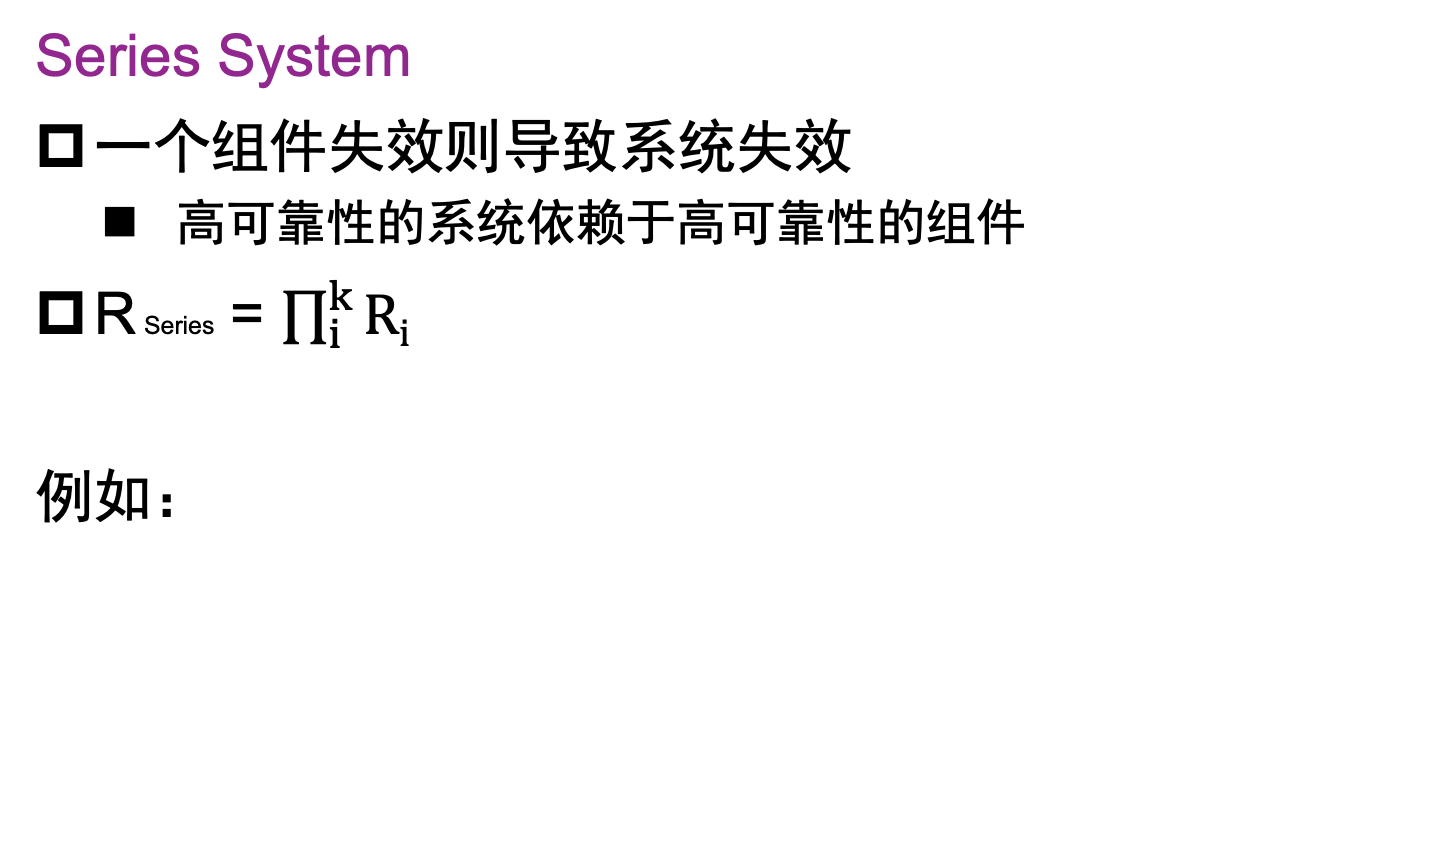 Series System
一个组件失效则导致系统失效
高可靠性的系统依赖于高可靠性的组件
R Series = ∏ᵢᵏ Rᵢ
例如：